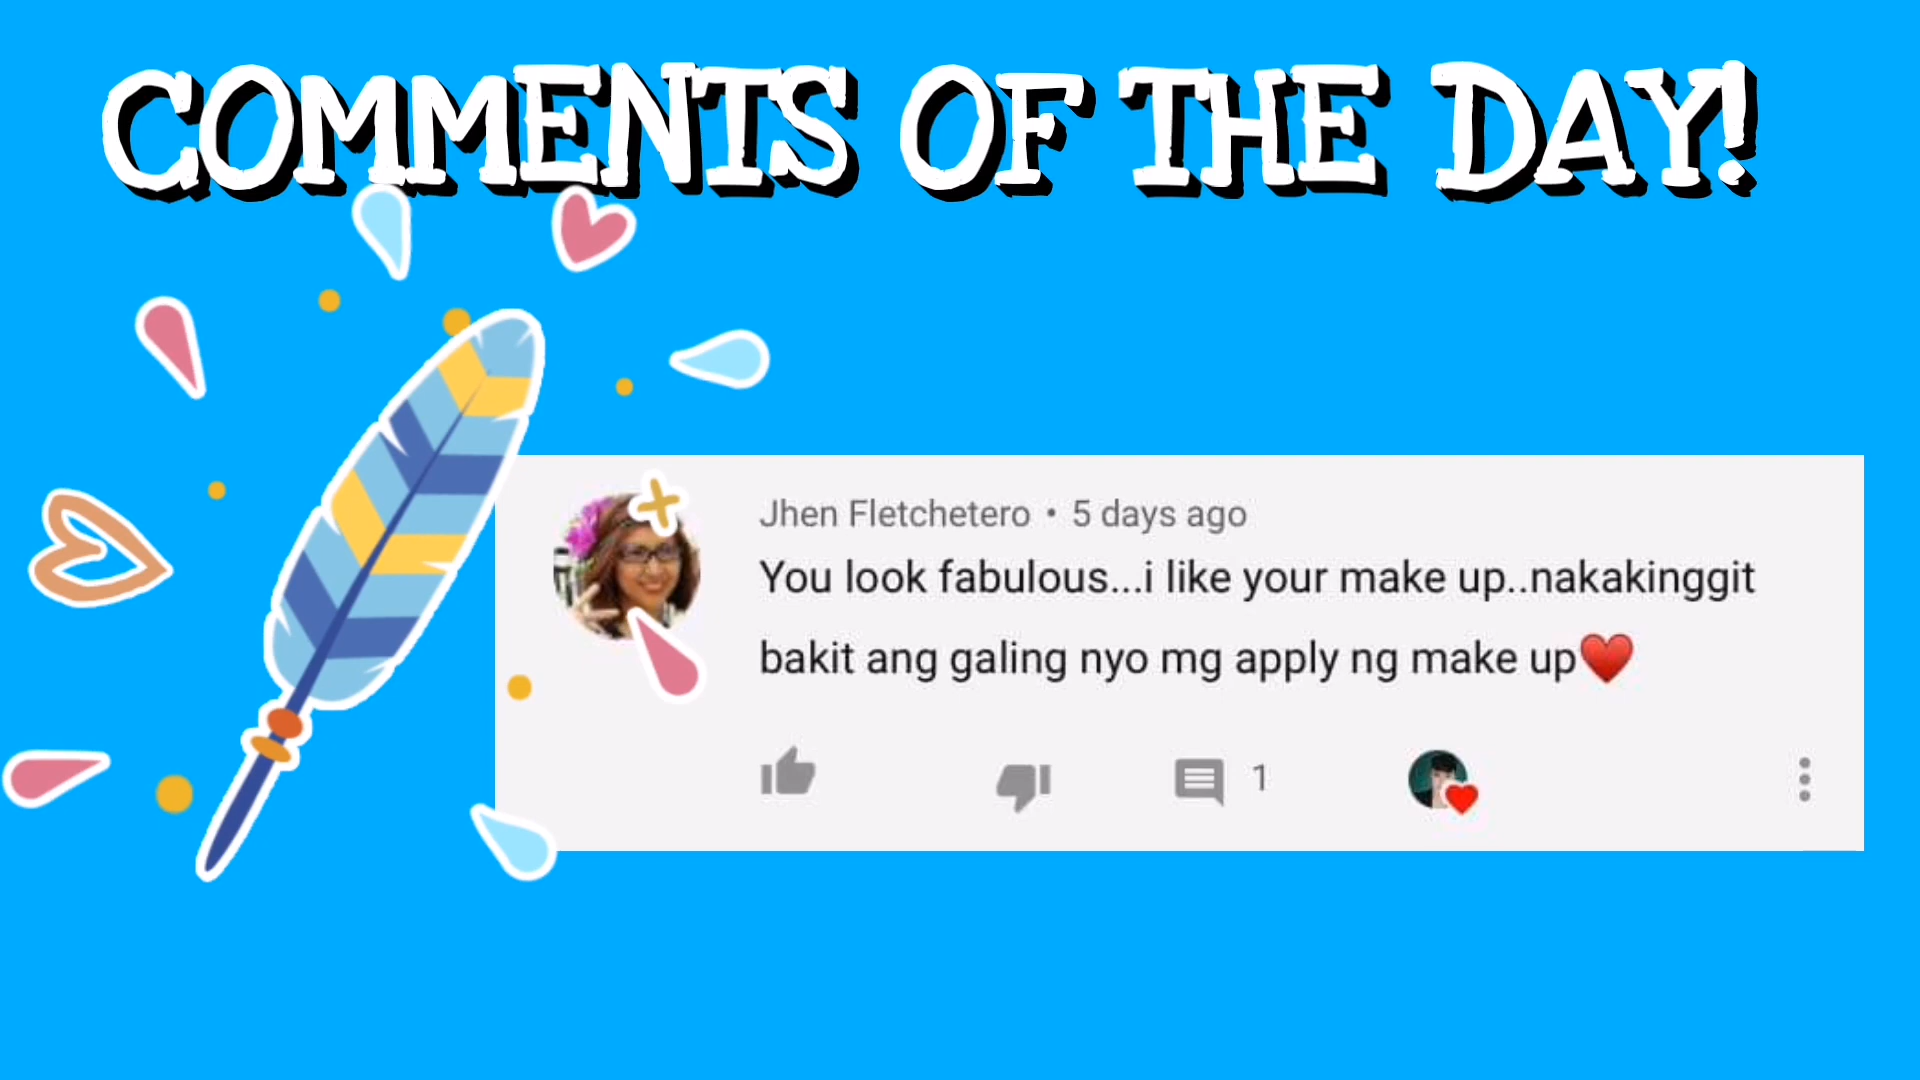 COMMENTS OF THE DAY!
Jhen Fletchetero • 5 days ago
You look fabulous...i like your make up..nakakinggit
bakit ang galing nyo mg apply ng make up❤️
1